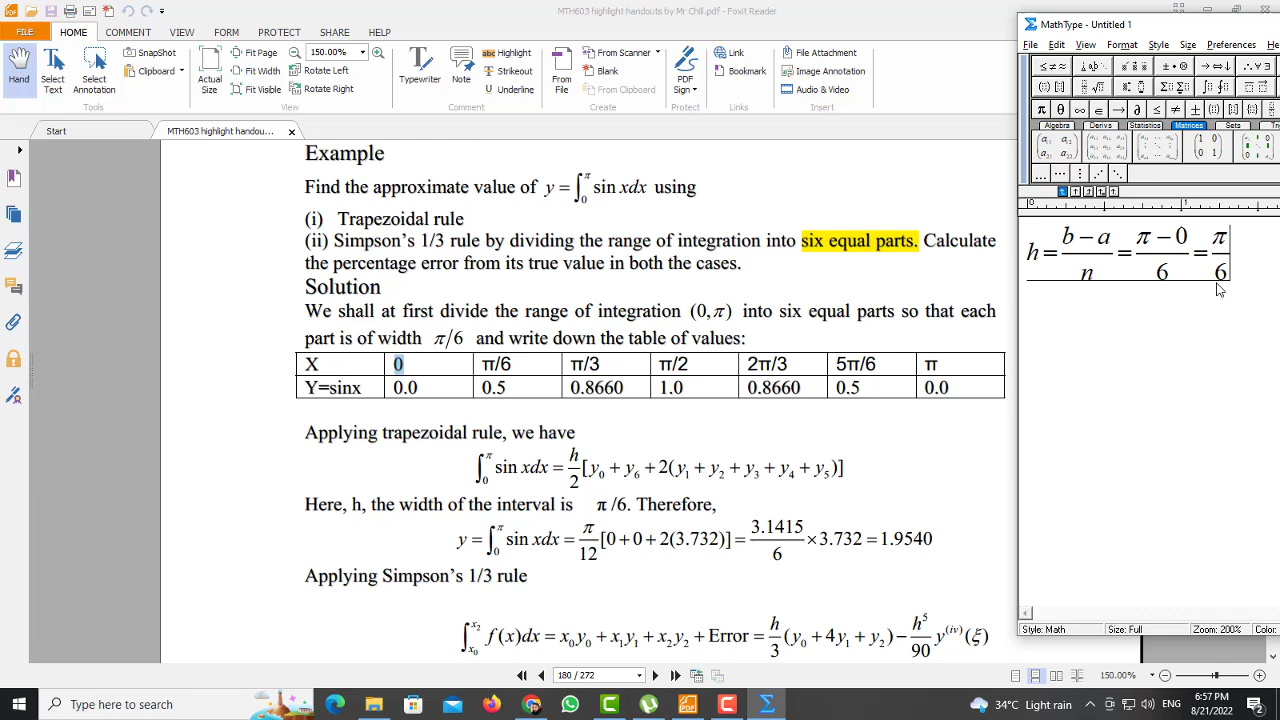 MTH603 highlight handouts by Mr Chill.pdf - Foxit Reader
FILE HOME COMMENT VIEW FORM PROTECT SHARE HELP
Hand
Select Text
SnapShot
Select Annotation
Clipboard
Tools
Actual Size
Fit Page
Fit Width
Fit Visible
150.00%
Rotate Left
Rotate Right
View
Typewriter
Note
Highlight
Strikeout
Underline
Comment
From File
From Scanner
Blank
From Clipboard
Create
PDF Sign
Protect
Link
Bookmark
Links
File Attachment
Image Annotation
Audio & Video
Insert
Start
MTH603 highlight handou...
Example
Find the approximate value of y = ∫₀^π sin xdx using
(i) Trapezoidal rule
(ii) Simpson's 1/3 rule by dividing the range of integration into six equal parts. Calculate
the percentage error from its true value in both the cases.
Solution
We shall at first divide the range of integration (0, π) into six equal parts so that each
part is of width π/6 and write down the table of values:
X 0 π/6 π/3 π/2 2π/3 5π/6 π
Y=sinx 0.0 0.5 0.8660 1.0 0.8660 0.5 0.0
Applying trapezoidal rule, we have
∫₀^π sin xdx = h/2 [y₀ + y₆ + 2(y₁ + y₂ + y₃ + y₄ + y₅)]
Here, h, the width of the interval is π /6. Therefore,
y = ∫₀^π sin xdx = π/12 [0 + 0 + 2(3.732)] = 3.1415/6 × 3.732 = 1.9540
Applying Simpson's 1/3 rule
∫_{x₀}^{x₂} f(x)dx = x₀y₀ + x₁y₁ + x₂y₂ + Error = h/3 (y₀ + 4y₁ + y₂) − h⁵/90 y^(iv)(ξ)
180 / 272
150.00%
MathType - Untitled 1
File Edit View Format Style Size Preferences
Algebra Derivs Statistics Matrices Sets
0 1
h = (b − a)/n = (π − 0)/6 = π/6
Style: Math Size: Full Zoom: 200% Color:
Type here to search
34°C Light rain
ENG
6:57 PM
8/21/2022